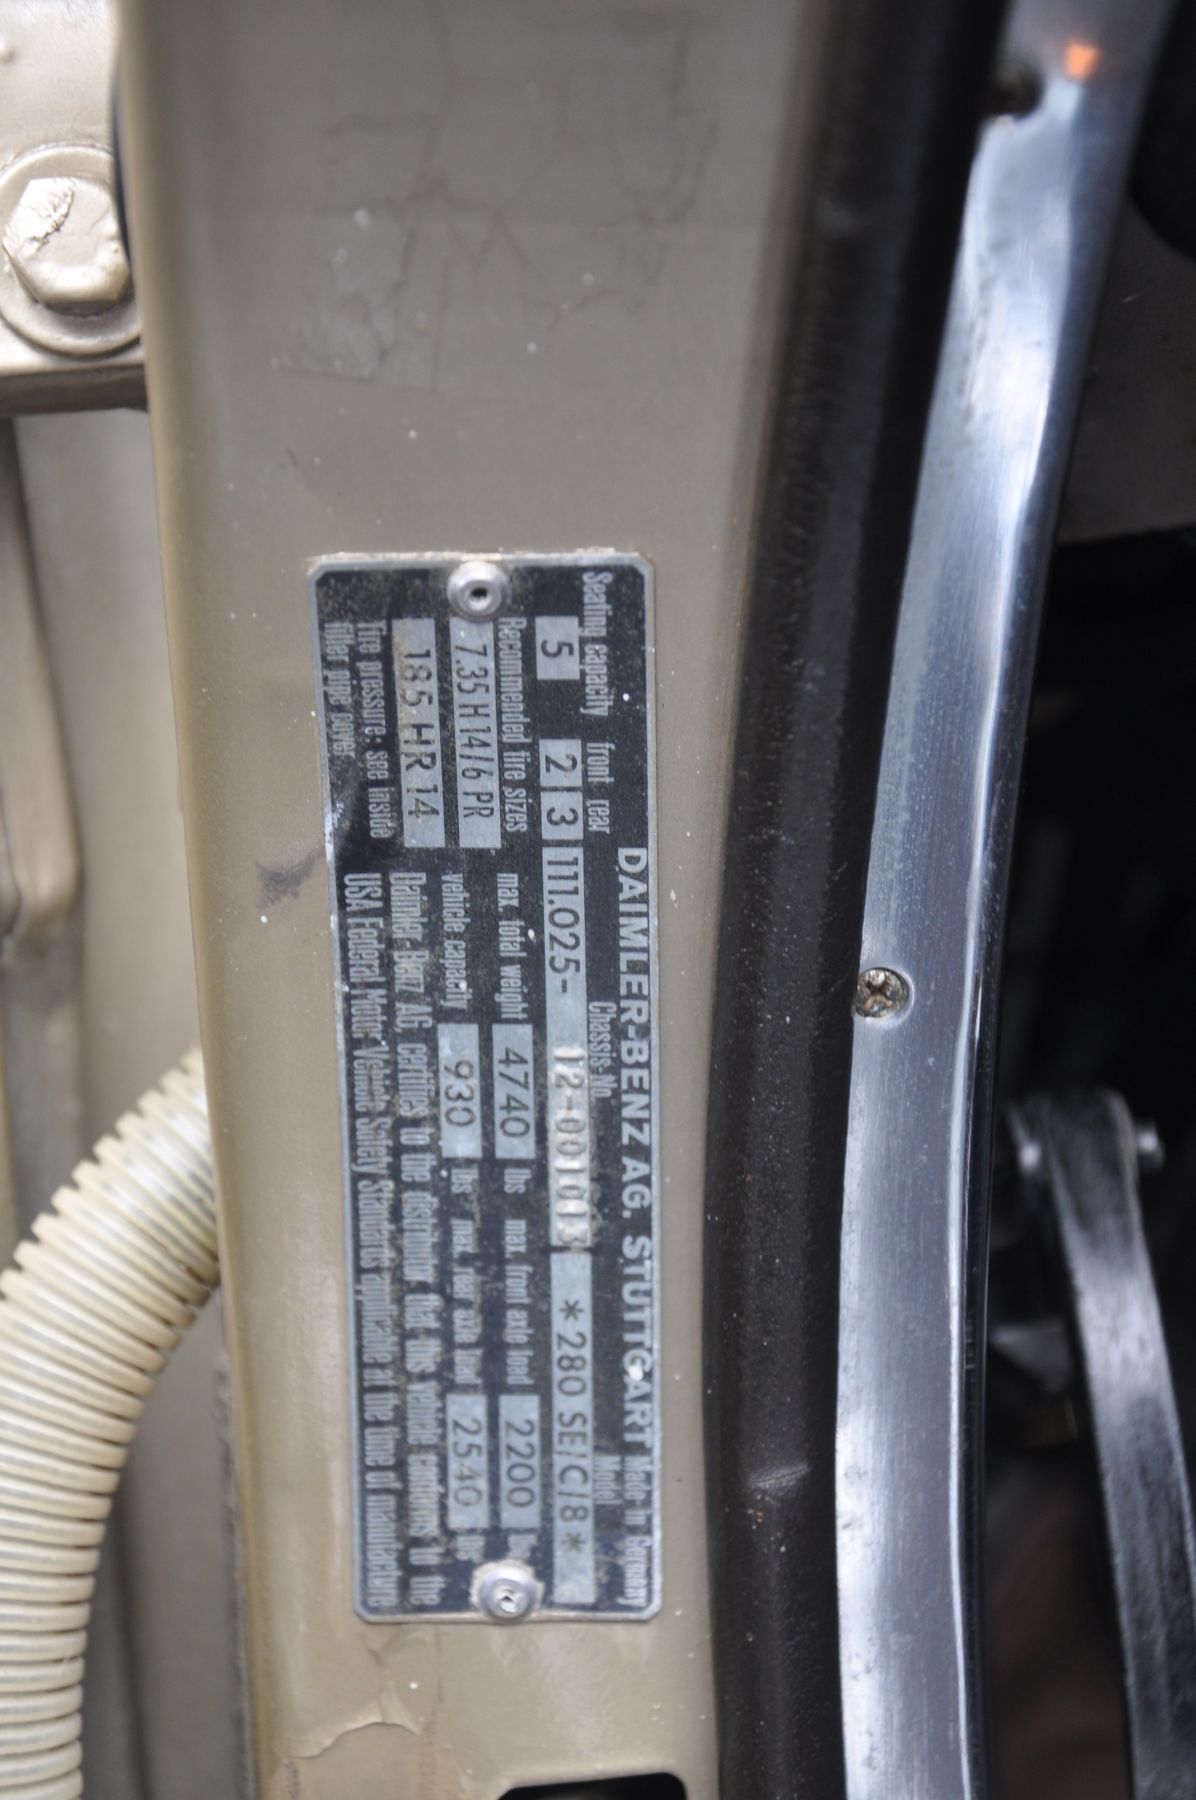 DAIMLER-BENZ AG. STUTTGART Made in Germany
Seating capacity front rear Chassis-No. Model
5 2 3 111.025- 12-001013 *280 SE/C/8*
Recommended tire sizes max. total weight 4740 lbs max. front axle load 2200 lbs
7.35 H 14/6 PR vehicle capacity 930 lbs max. rear axle load 2540 lbs
185 HR 14 Daimler-Benz AG. certifies to the distributor that this vehicle conforms to the
Tire pressure: see inside USA Federal Motor Vehicle Safety Standards applicable at the time of manufacture
filler pipe cover